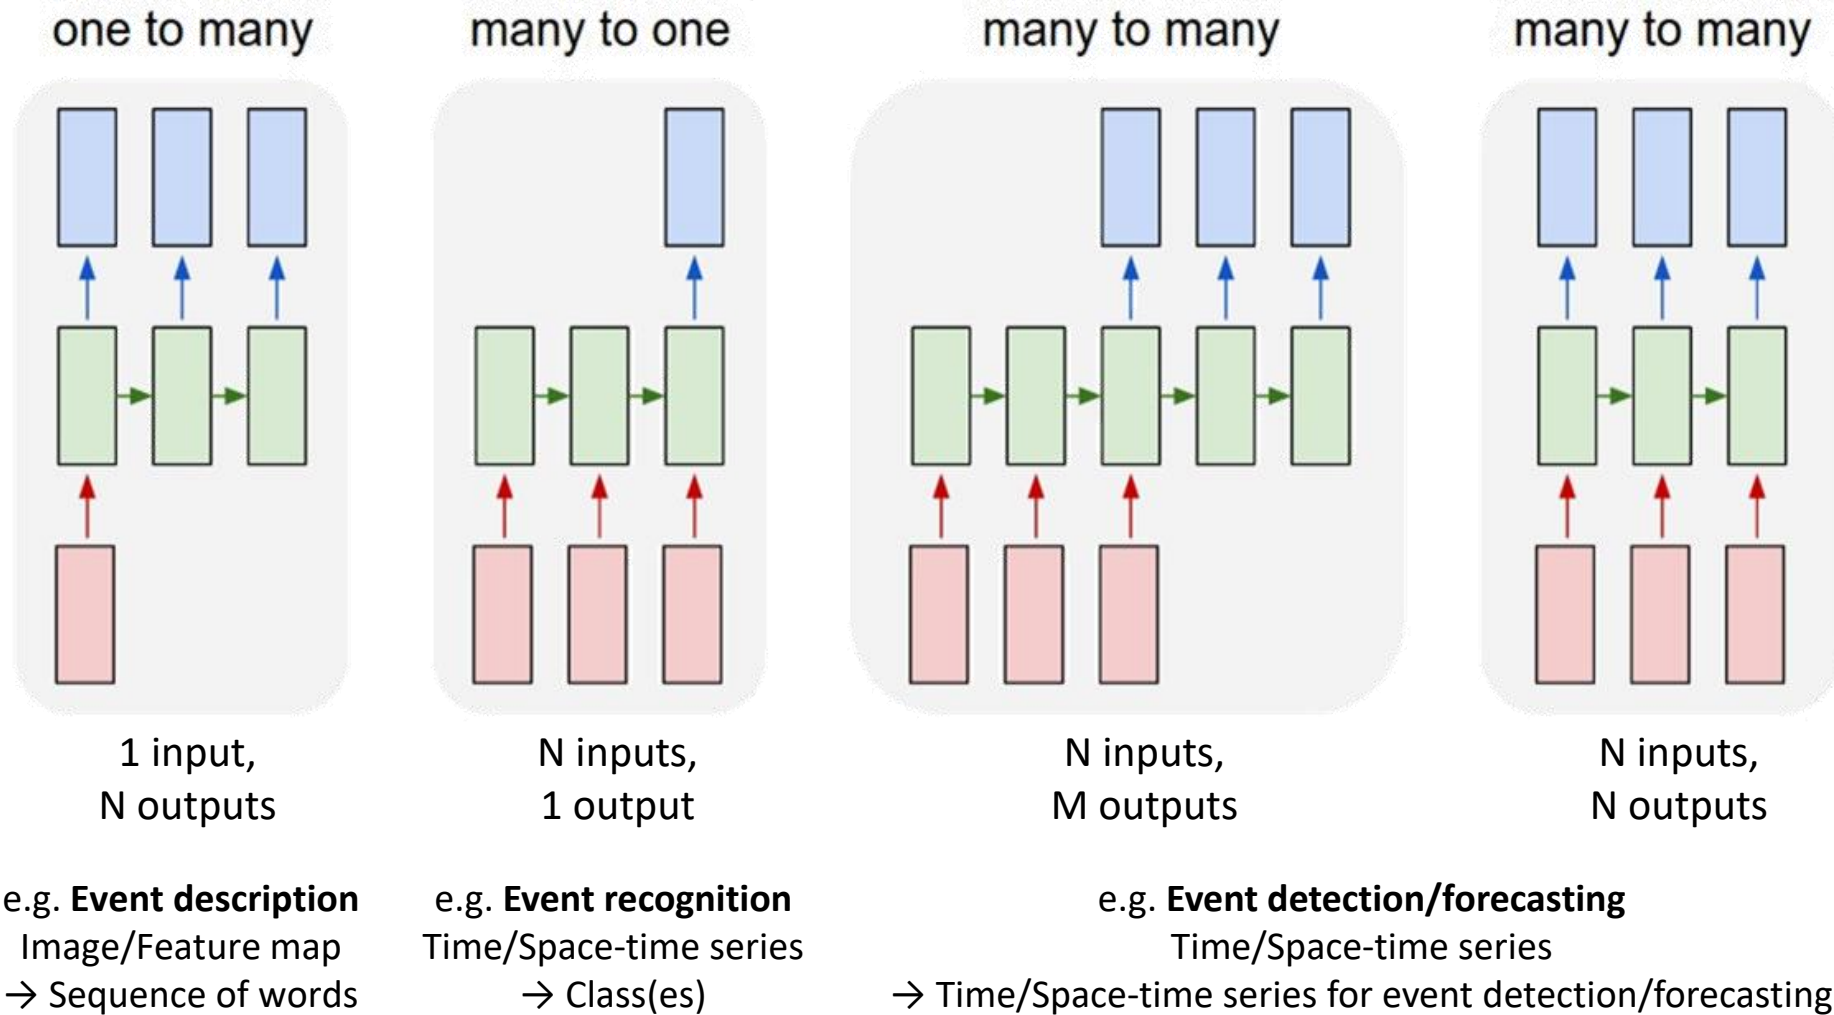 one to many
many to one
many to many
many to many
1 input,
N outputs
N inputs,
1 output
N inputs,
M outputs
N inputs,
N outputs
e.g. Event description
Image/Feature map
→ Sequence of words
e.g. Event recognition
Time/Space-time series
→ Class(es)
e.g. Event detection/forecasting
Time/Space-time series
→ Time/Space-time series for event detection/forecasting